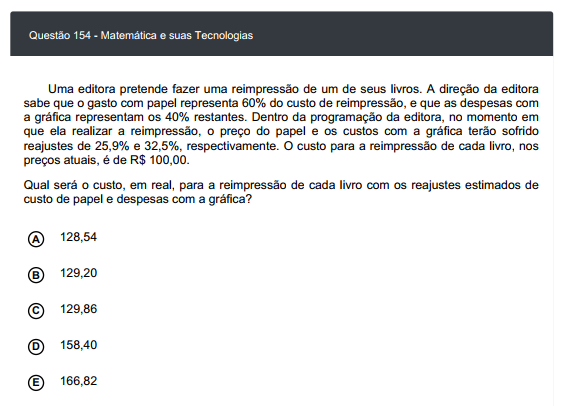 Questão 154 - Matemática e suas Tecnologias
Uma editora pretende fazer uma reimpressão de um de seus livros. A direção da editora
sabe que o gasto com papel representa 60% do custo de reimpressão, e que as despesas com
a gráfica representam os 40% restantes. Dentro da programação da editora, no momento em
que ela realizar a reimpressão, o preço do papel e os custos com a gráfica terão sofrido
reajustes de 25,9% e 32,5%, respectivamente. O custo para a reimpressão de cada livro, nos
preços atuais, é de R$ 100,00.
Qual será o custo, em real, para a reimpressão de cada livro com os reajustes estimados de
custo de papel e despesas com a gráfica?
A 128,54
B 129,20
C 129,86
D 158,40
E 166,82